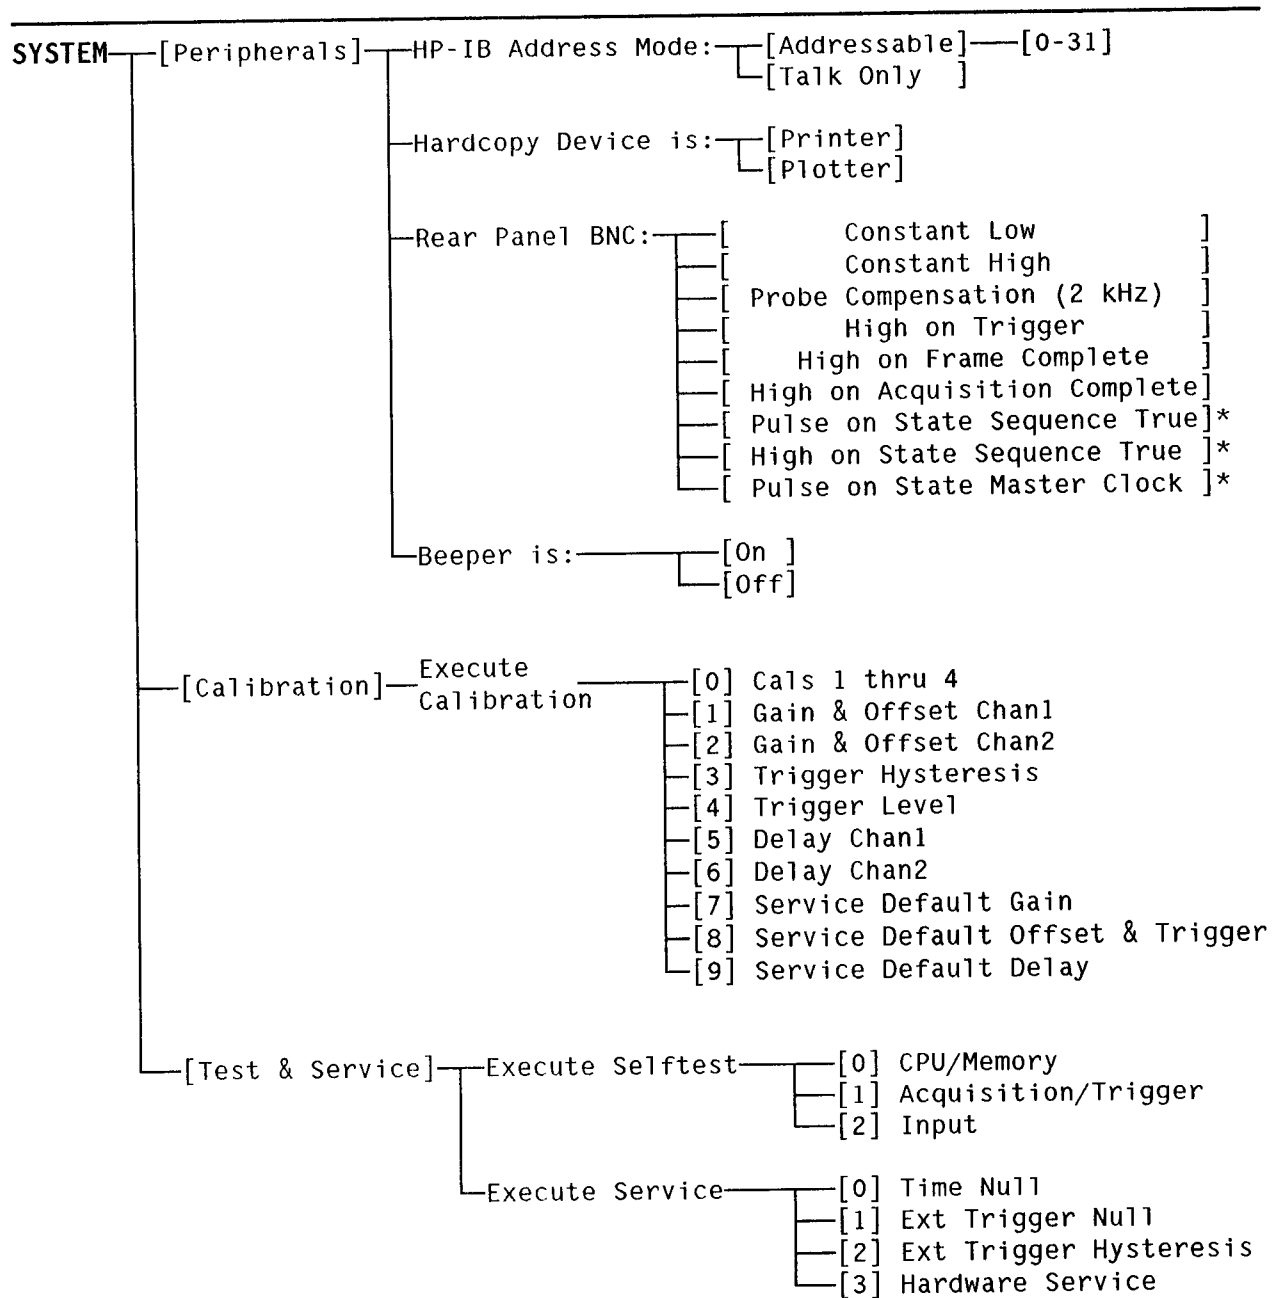 SYSTEM [Peripherals] HP-IB Address Mode: [Addressable] [0-31]
[Talk Only ]
Hardcopy Device is: [Printer]
[Plotter]
Rear Panel BNC: [ Constant Low ]
[ Constant High ]
[ Probe Compensation (2 kHz) ]
[ High on Trigger ]
[ High on Frame Complete ]
[ High on Acquisition Complete]
[ Pulse on State Sequence True]*
[ High on State Sequence True ]*
[ Pulse on State Master Clock ]*
Beeper is: [On ]
[Off]
[Calibration] Execute
Calibration
[0] Cals 1 thru 4
[1] Gain & Offset Chan1
[2] Gain & Offset Chan2
[3] Trigger Hysteresis
[4] Trigger Level
[5] Delay Chan1
[6] Delay Chan2
[7] Service Default Gain
[8] Service Default Offset & Trigger
[9] Service Default Delay
[Test & Service] Execute Selftest [0] CPU/Memory
[1] Acquisition/Trigger
[2] Input
Execute Service [0] Time Null
[1] Ext Trigger Null
[2] Ext Trigger Hysteresis
[3] Hardware Service